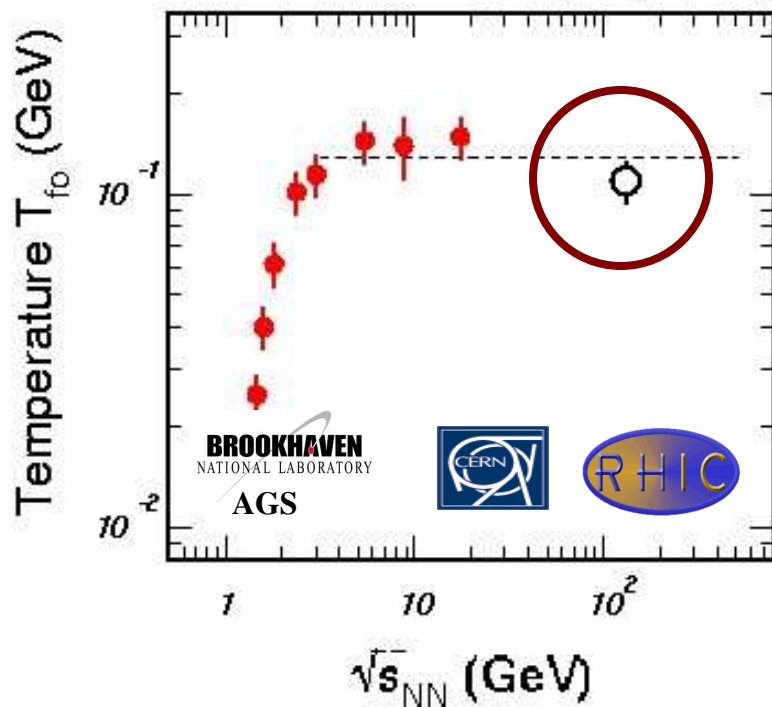 Temperature T_fo (GeV)
10^-1
10^-2
BROOKHAVEN
NATIONAL LABORATORY
AGS
CERN
RHIC
1
10
10^2
√s_NN (GeV)